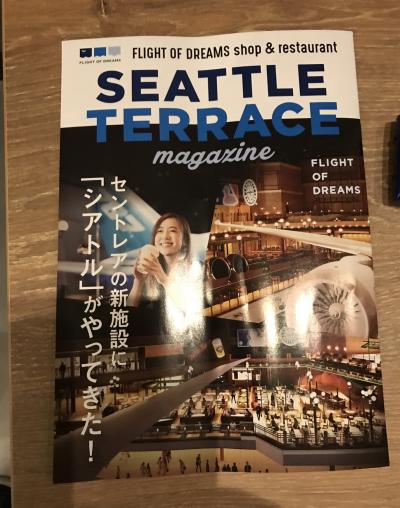 FLIGHT OF DREAMS
FLIGHT OF DREAMS shop & restaurant
SEATTLE
TERRACE
magazine
FLIGHT
OF
DREAMS
セントレアの新施設に…
「シアトル」がやってきた！